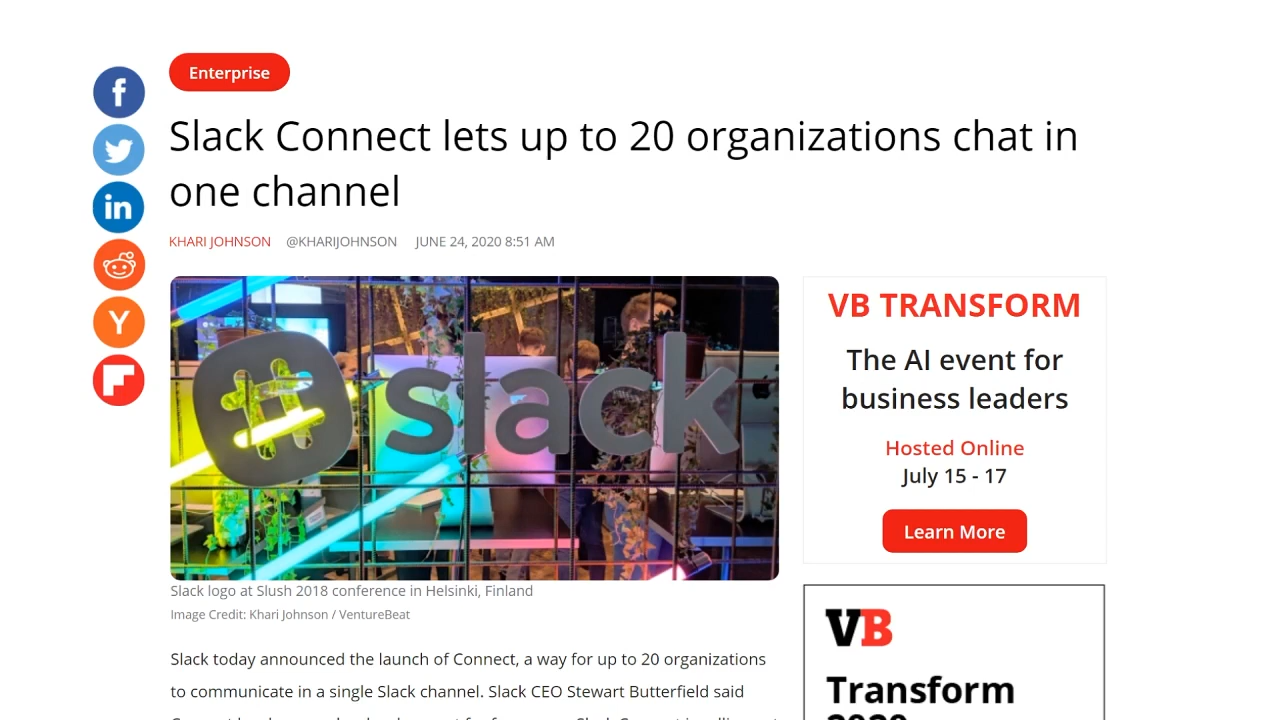 Enterprise
Slack Connect lets up to 20 organizations chat in
one channel
KHARI JOHNSON @KHARIJOHNSON JUNE 24, 2020 8:51 AM
slack
Slack logo at Slush 2018 conference in Helsinki, Finland
Image Credit: Khari Johnson / VentureBeat
Slack today announced the launch of Connect, a way for up to 20 organizations
to communicate in a single Slack channel. Slack CEO Stewart Butterfield said
VB TRANSFORM
The AI event for
business leaders
Hosted Online
July 15 - 17
Learn More
VB
Transform
2020